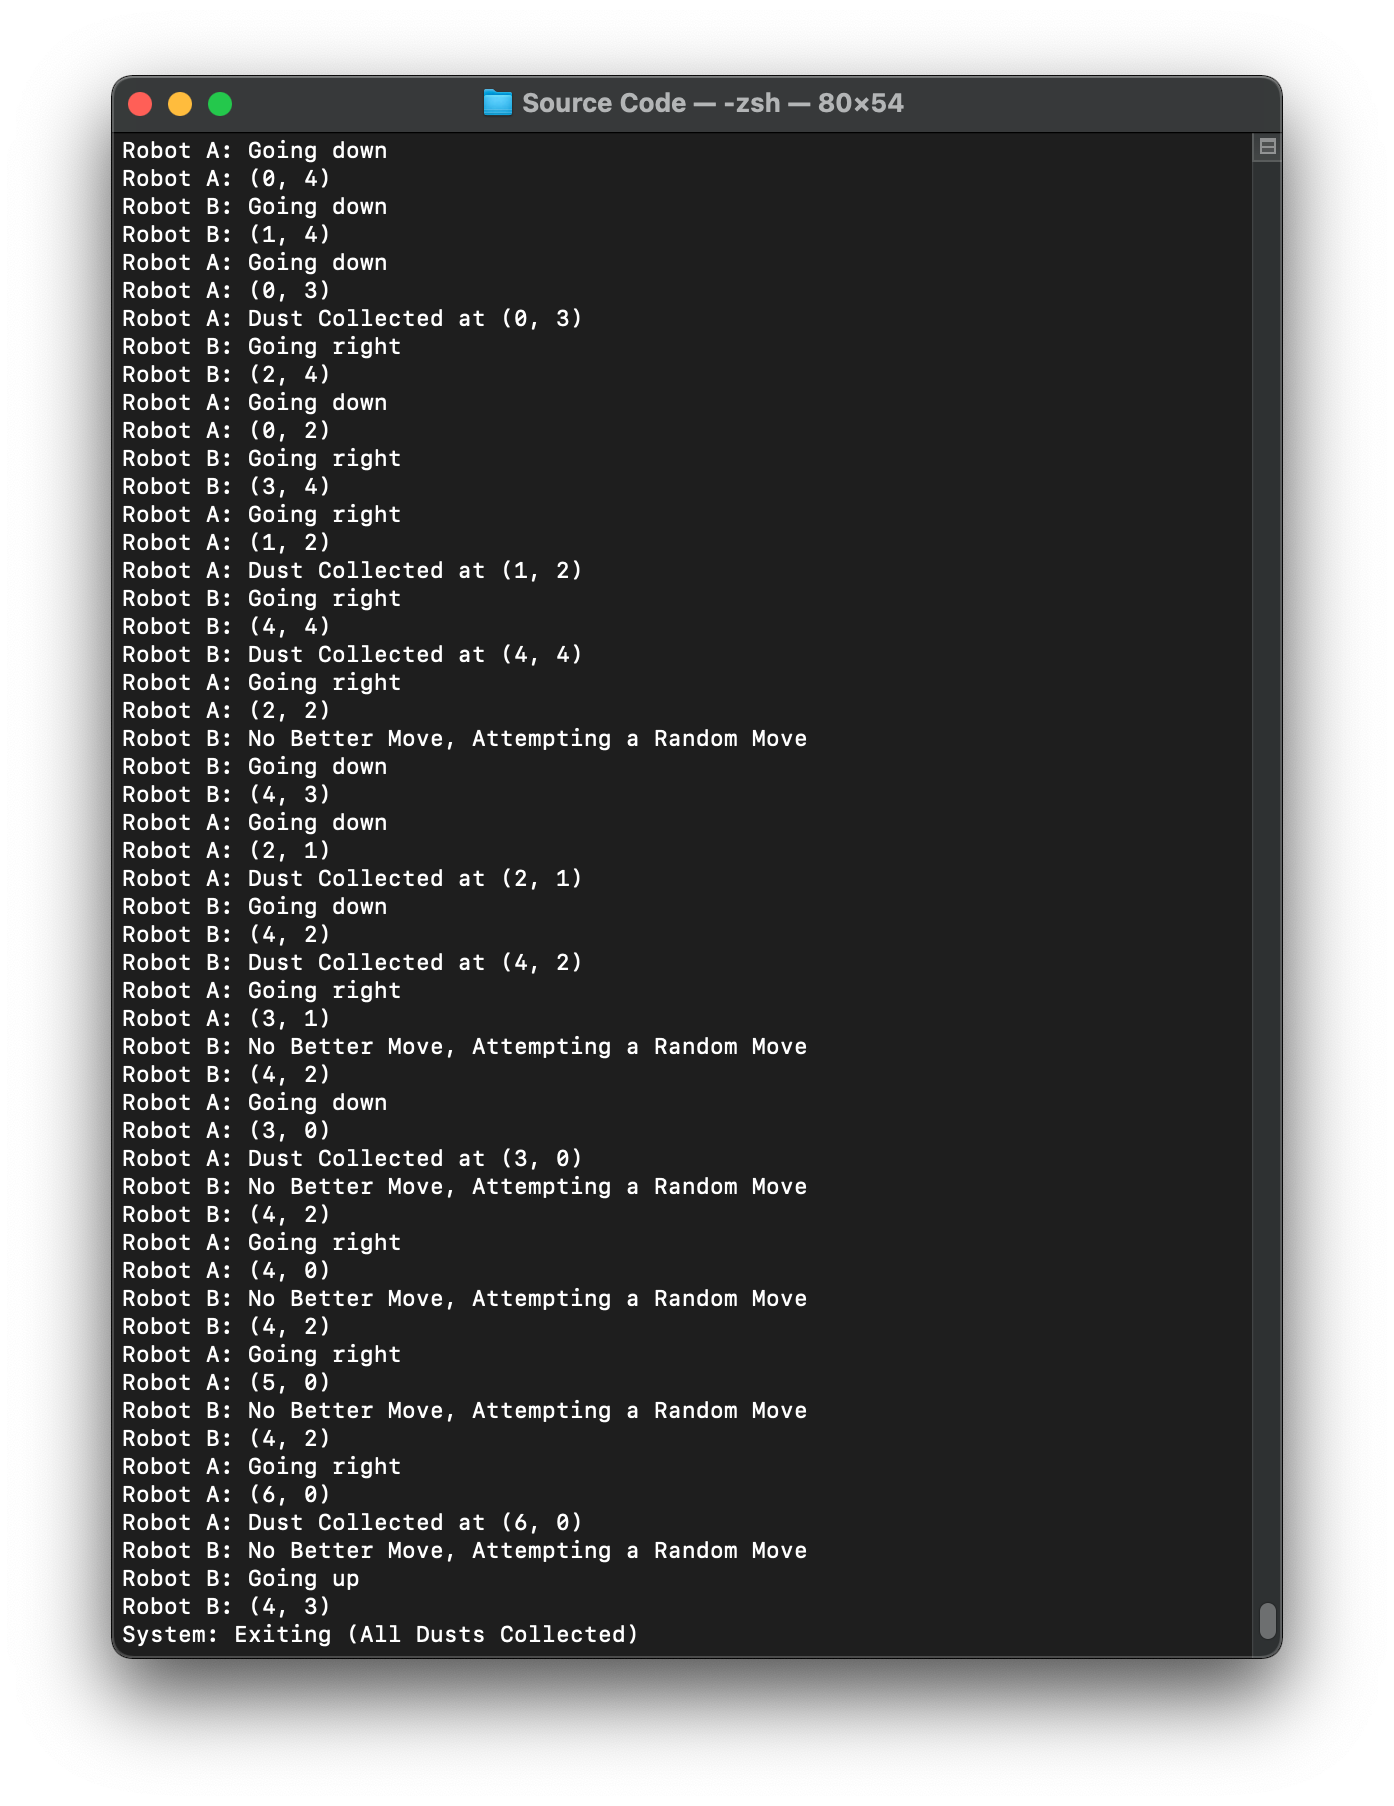 Source Code — -zsh — 80×54
Robot A: Going down
Robot A: (0, 4)
Robot B: Going down
Robot B: (1, 4)
Robot A: Going down
Robot A: (0, 3)
Robot A: Dust Collected at (0, 3)
Robot B: Going right
Robot B: (2, 4)
Robot A: Going down
Robot A: (0, 2)
Robot B: Going right
Robot B: (3, 4)
Robot A: Going right
Robot A: (1, 2)
Robot A: Dust Collected at (1, 2)
Robot B: Going right
Robot B: (4, 4)
Robot B: Dust Collected at (4, 4)
Robot A: Going right
Robot A: (2, 2)
Robot B: No Better Move, Attempting a Random Move
Robot B: Going down
Robot B: (4, 3)
Robot A: Going down
Robot A: (2, 1)
Robot A: Dust Collected at (2, 1)
Robot B: Going down
Robot B: (4, 2)
Robot B: Dust Collected at (4, 2)
Robot A: Going right
Robot A: (3, 1)
Robot B: No Better Move, Attempting a Random Move
Robot B: (4, 2)
Robot A: Going down
Robot A: (3, 0)
Robot A: Dust Collected at (3, 0)
Robot B: No Better Move, Attempting a Random Move
Robot B: (4, 2)
Robot A: Going right
Robot A: (4, 0)
Robot B: No Better Move, Attempting a Random Move
Robot B: (4, 2)
Robot A: Going right
Robot A: (5, 0)
Robot B: No Better Move, Attempting a Random Move
Robot B: (4, 2)
Robot A: Going right
Robot A: (6, 0)
Robot A: Dust Collected at (6, 0)
Robot B: No Better Move, Attempting a Random Move
Robot B: Going up
Robot B: (4, 3)
System: Exiting (All Dusts Collected)